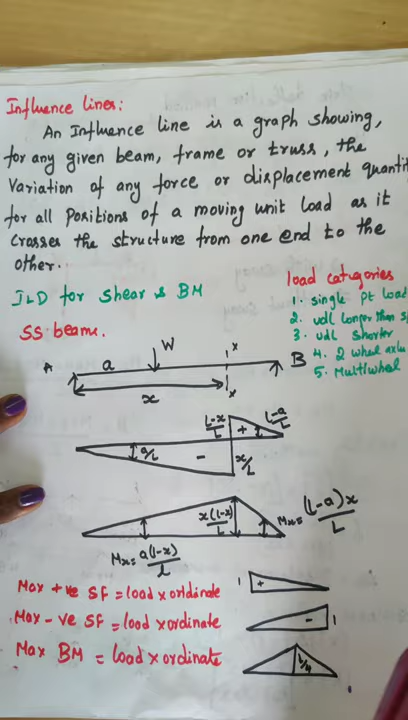 Influence lines:
An Influence line is a graph showing,
for any given beam, frame or truss, the
Variation of any force or displacement quantit
for all Positions of a moving unit load as it
Crosses the structure from one end to the
other.
load categories
1. single Pt load
ILD for Shear & BM
2. udl longer than s
3. udl shorter
4. 2 wheel axle
5. Multiwheel
SS beam.
A a W x B
x
x
L-x/L + L-a/L
a/L - x/L
x(L-x)/L Mx= (L-a)x/L
Mx= a(L-x)/L
Max +ve SF = load x ordinate 1 +
Max -ve SF = load x ordinate - 1
Max BM = load x ordinate L/4